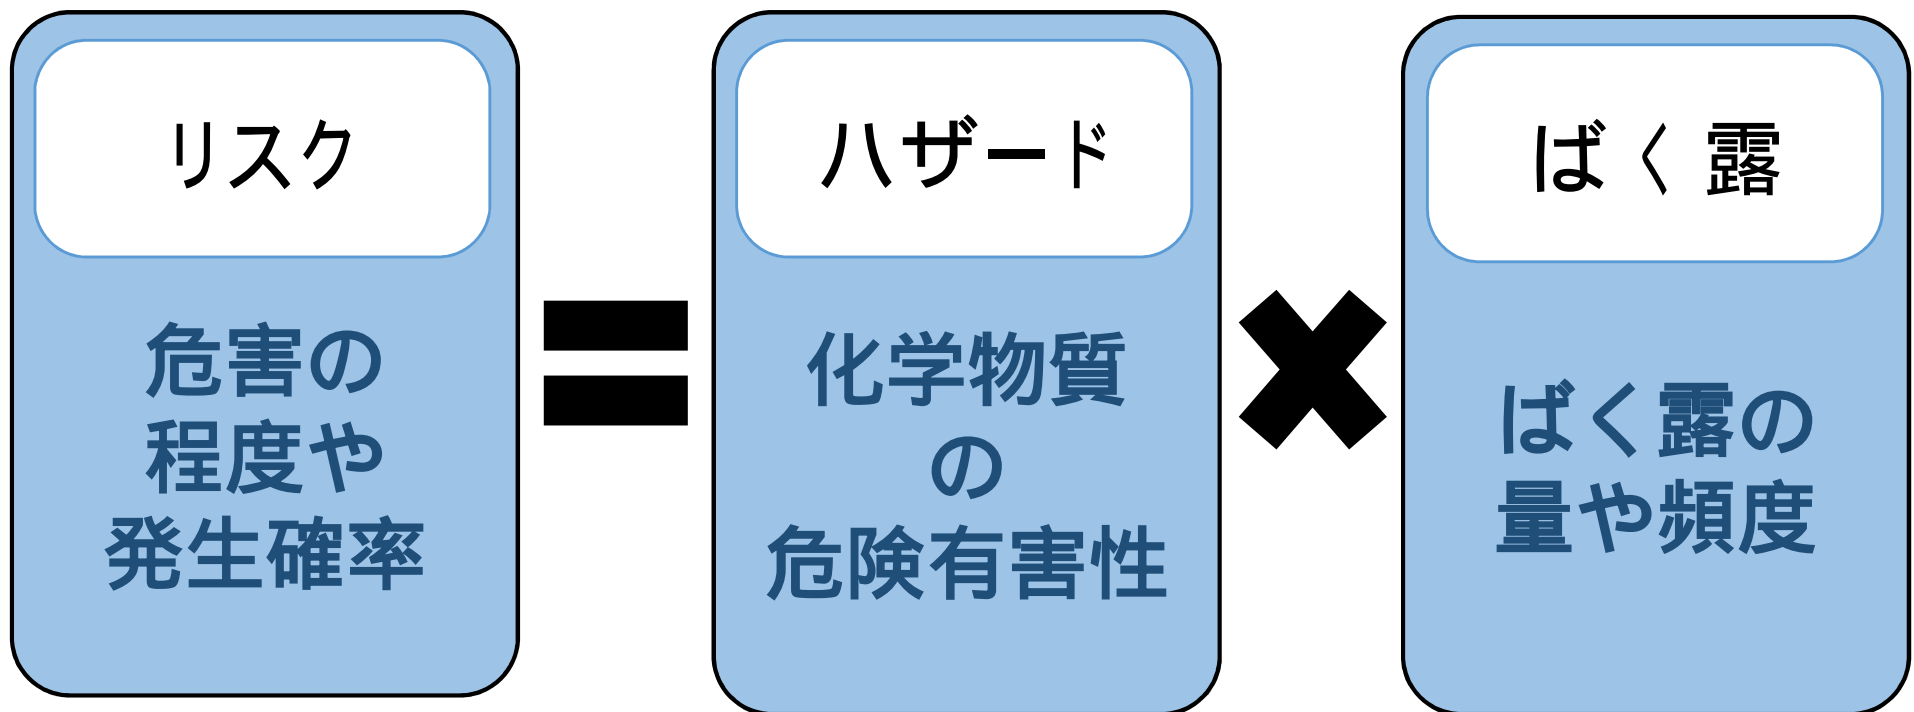 リスク
危害の
程度や
発生確率
＝
ハザード
化学物質
の
危険有害性
×
ばく露
ばく露の
量や頻度